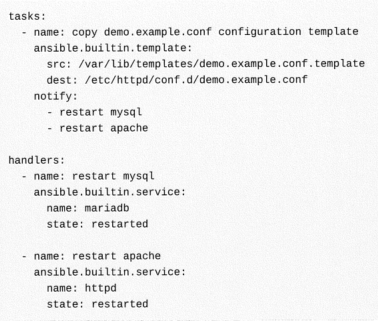 tasks:
  - name: copy demo.example.conf configuration template
    ansible.builtin.template:
      src: /var/lib/templates/demo.example.conf.template
      dest: /etc/httpd/conf.d/demo.example.conf
    notify:
      - restart mysql
      - restart apache

handlers:
  - name: restart mysql
    ansible.builtin.service:
      name: mariadb
      state: restarted

  - name: restart apache
    ansible.builtin.service:
      name: httpd
      state: restarted